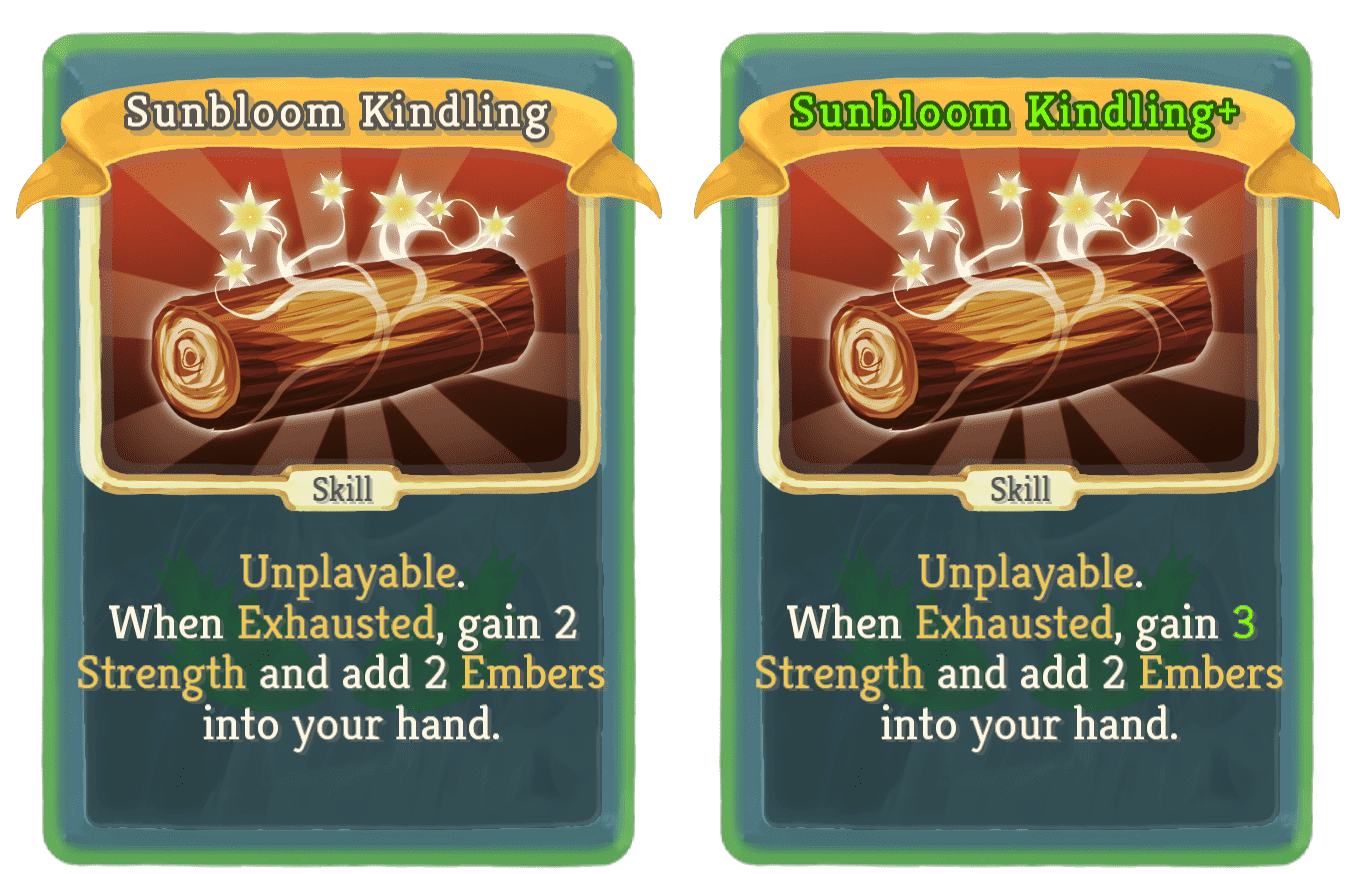 Sunbloom Kindling
Skill
Unplayable.
When Exhausted, gain 2
Strength and add 2 Embers
into your hand.
Sunbloom Kindling+
Skill
Unplayable.
When Exhausted, gain 3
Strength and add 2 Embers
into your hand.